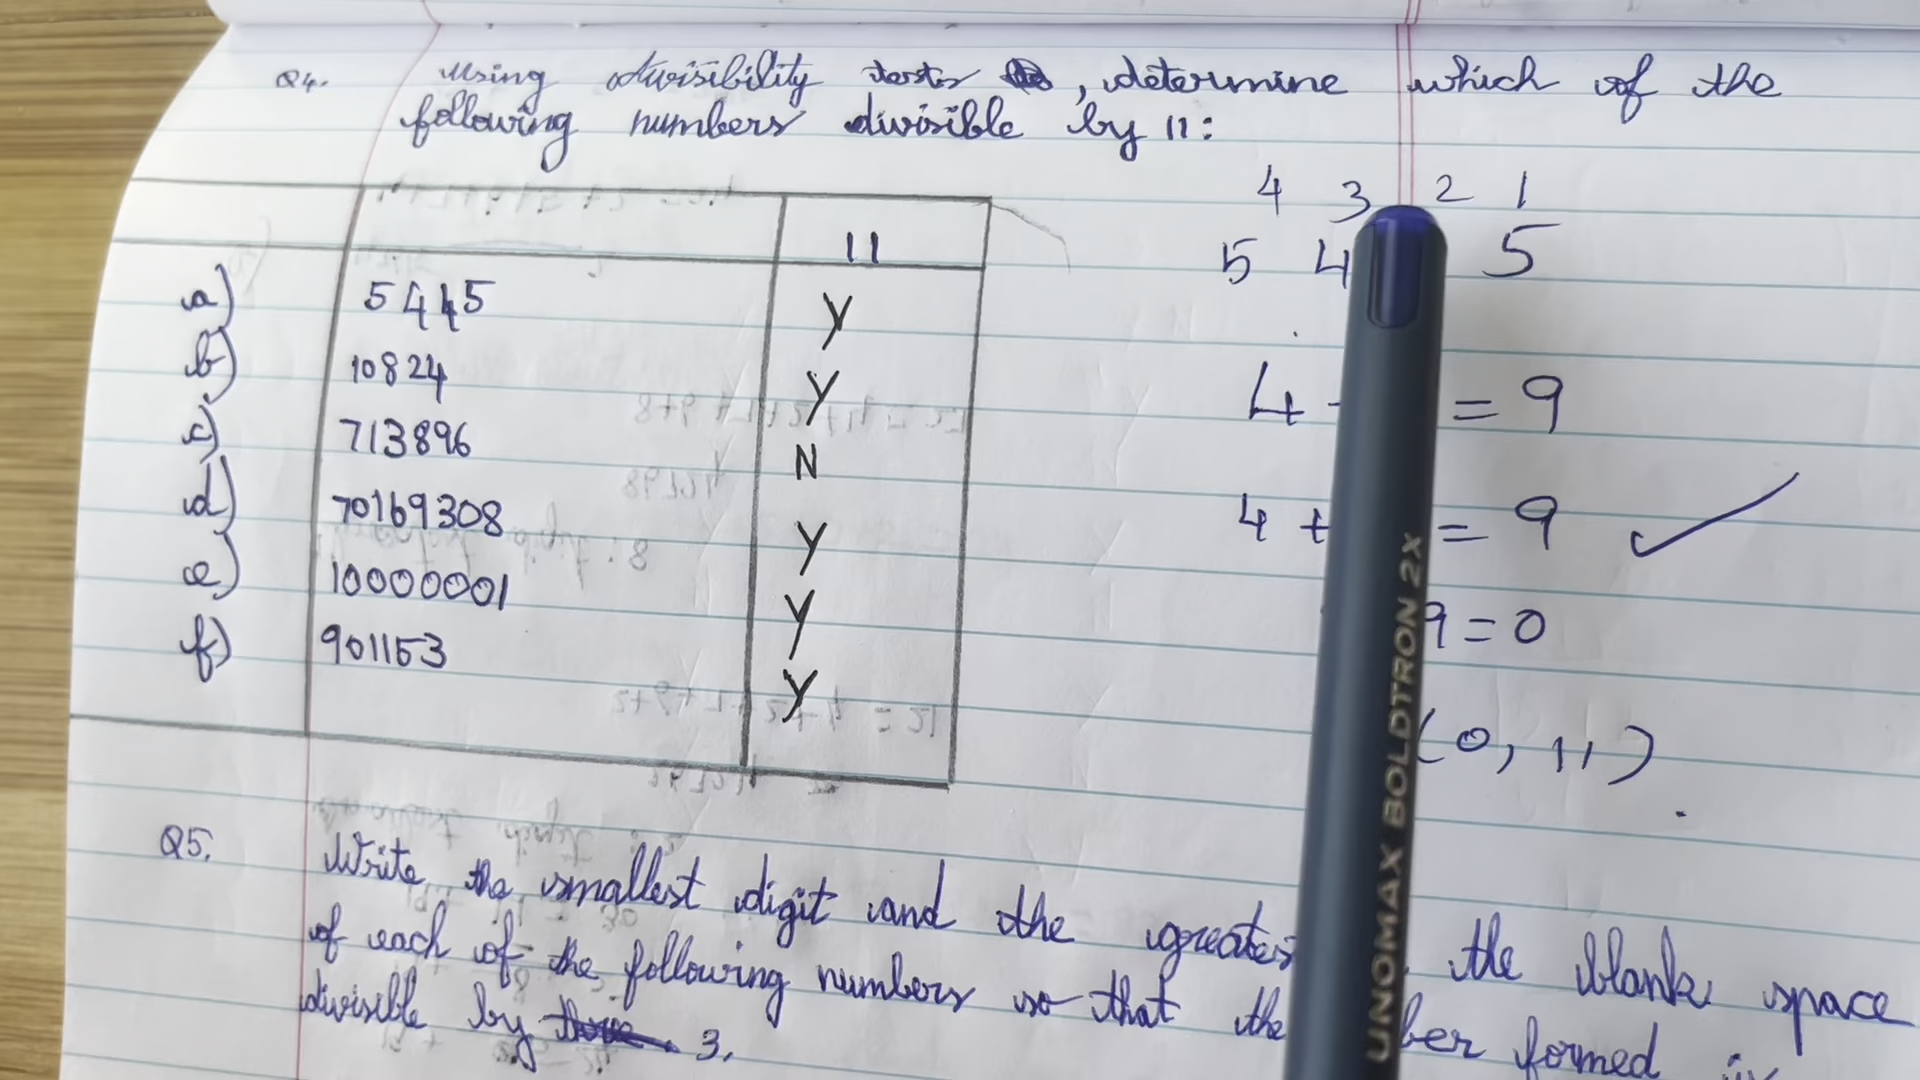 Q4. Using divisibility tests , determine which of the
following numbers divisible by 11:
11
a) 5445 Y
b) 10824 Y
c) 713896 N
d) 70169308 Y
e) 10000001 Y
f) 901153 Y
4 3 2 1
5 4 5
4 = 9
4 + = 9 ✓
9 = 0
(0, 11)
UNOMAX BOLDTRON 2X
Q5. Write the smallest digit and the the blank space
of each of the following numbers so that the formed
divisible by 3.